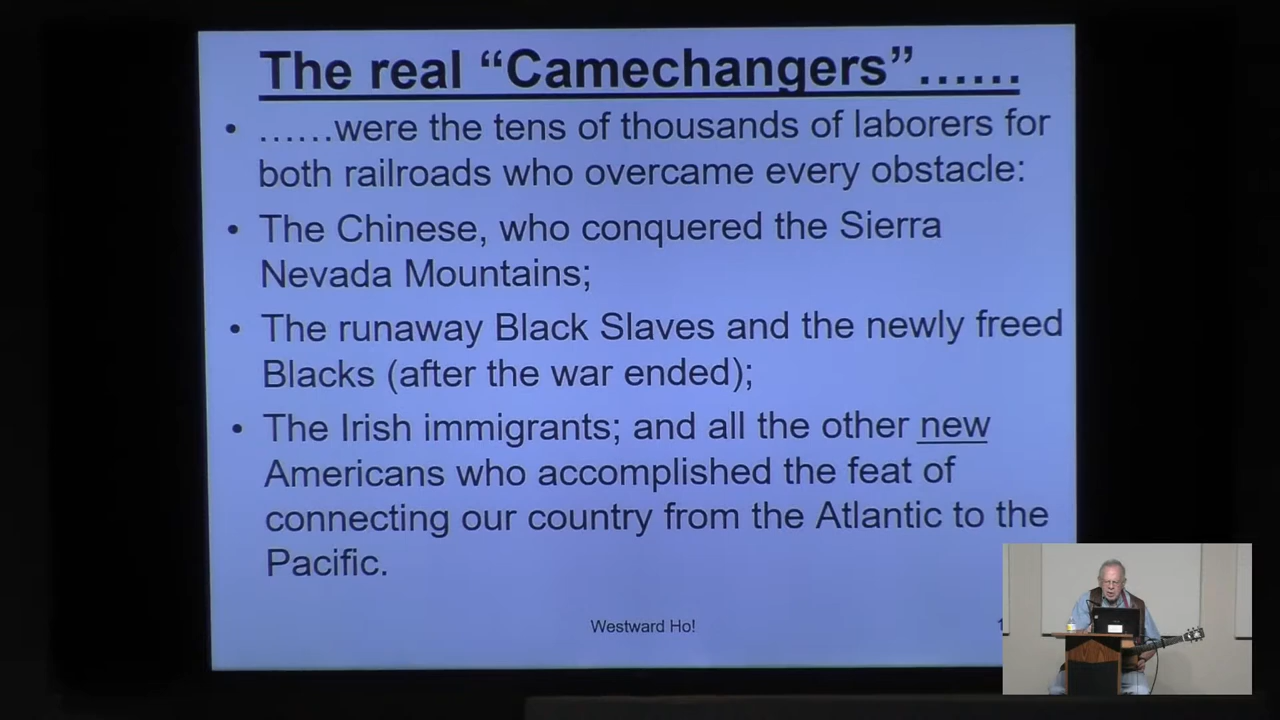 The real “Camechangers”……
• ……were the tens of thousands of laborers for
both railroads who overcame every obstacle:
• The Chinese, who conquered the Sierra
Nevada Mountains;
• The runaway Black Slaves and the newly freed
Blacks (after the war ended);
• The Irish immigrants; and all the other new
Americans who accomplished the feat of
connecting our country from the Atlantic to the
Pacific.
Westward Ho!